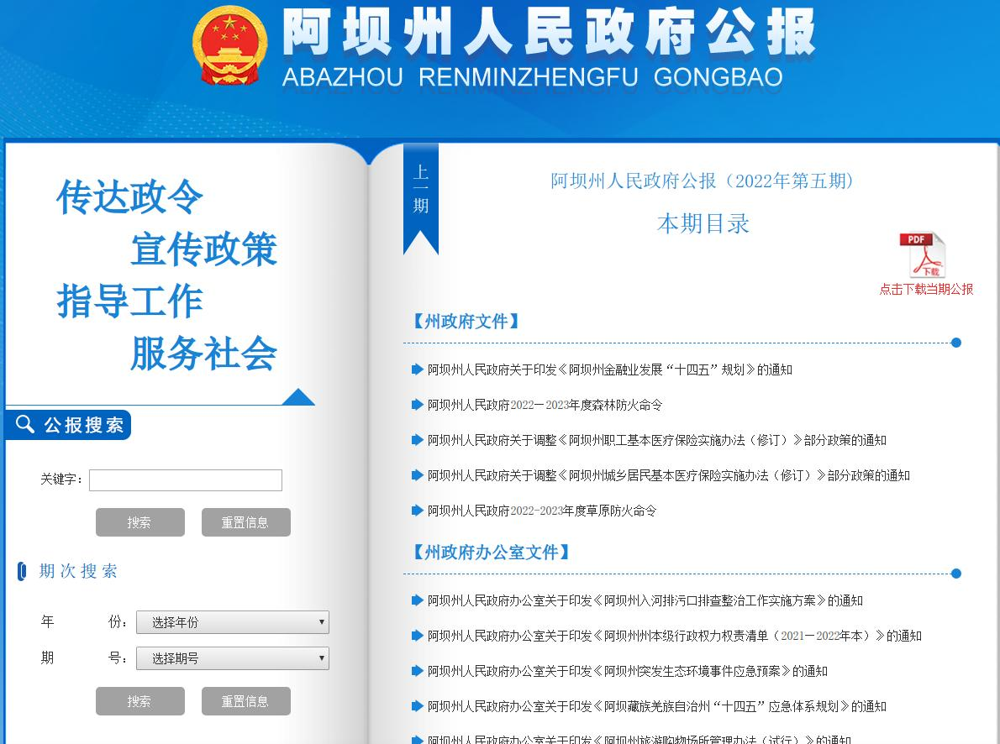 阿坝州人民政府公报
ABAZHOU RENMINZHENGFU GONGBAO
传达政令
宣传政策
指导工作
服务社会
公报搜索
关键字：
搜索
重置信息
期次搜索
年 份：
选择年份
期 号：
选择期号
搜索
重置信息
上一期
阿坝州人民政府公报（2022年第五期）
本期目录
PDF
下载
点击下载当期公报
【州政府文件】
阿坝州人民政府关于印发《阿坝州金融业发展“十四五”规划》的通知
阿坝州人民政府2022—2023年度森林防火命令
阿坝州人民政府关于调整《阿坝州职工基本医疗保险实施办法（修订）》部分政策的通知
阿坝州人民政府关于调整《阿坝州城乡居民基本医疗保险实施办法（修订）》部分政策的通知
阿坝州人民政府2022-2023年度草原防火命令
【州政府办公室文件】
阿坝州人民政府办公室关于印发《阿坝州入河排污口排查整治工作实施方案》的通知
阿坝州人民政府办公室关于印发《阿坝州州本级行政权力权责清单（2021—2022年本）》的通知
阿坝州人民政府办公室关于印发《阿坝州突发生态环境事件应急预案》的通知
阿坝州人民政府办公室关于印发《阿坝藏族羌族自治州“十四五”应急体系规划》的通知
阿坝州人民政府办公室关于印发《阿坝州旅游购物场所管理办法（试行）》的通知